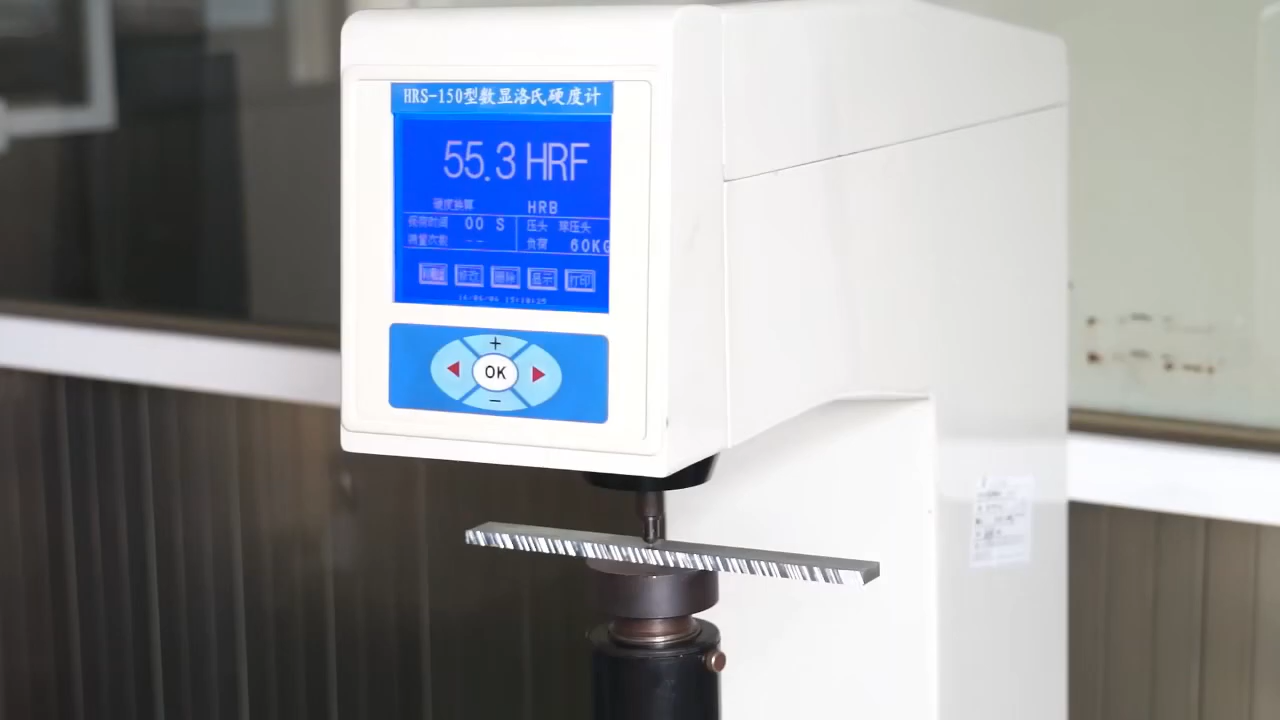 HRS-150型数显洛氏硬度计
55.3 HRF
硬度换算 HRB
保荷时间 00 S 压头 球压头
测量次数 -- 负荷 60KG
修改 删除 显示 打印
+
OK
-